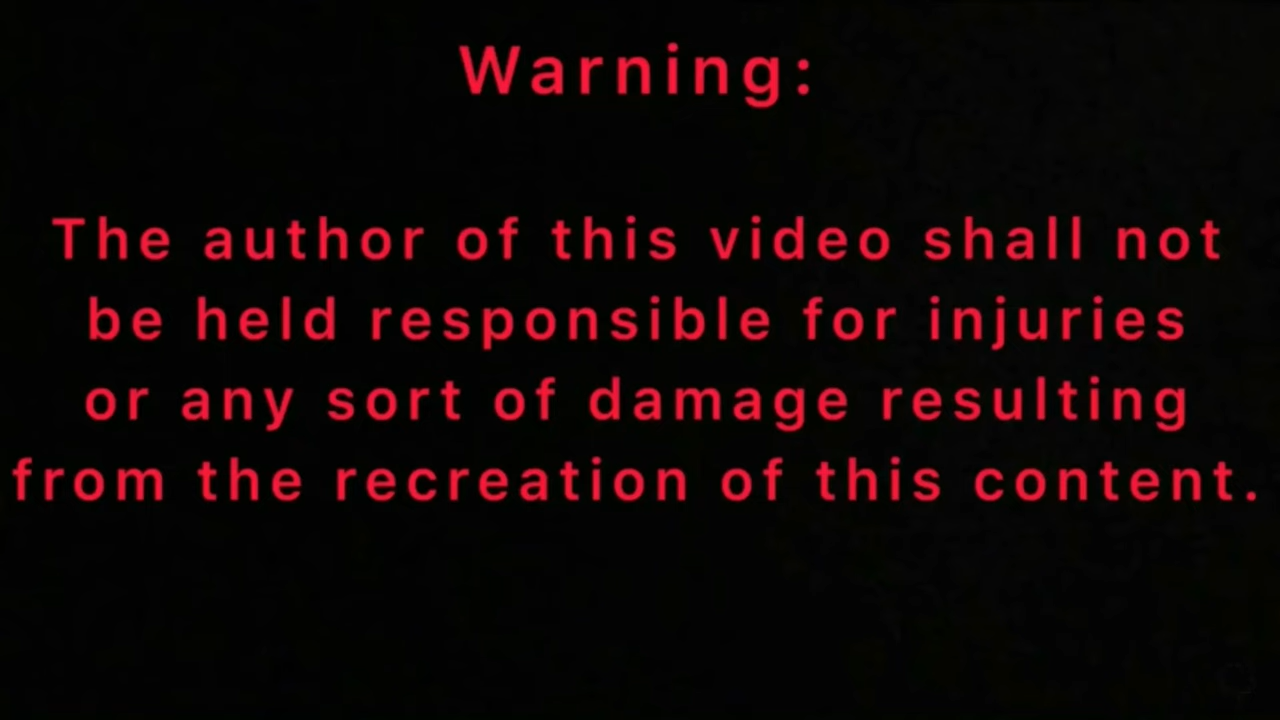 Warning:
The author of this video shall not
be held responsible for injuries
or any sort of damage resulting
from the recreation of this content.